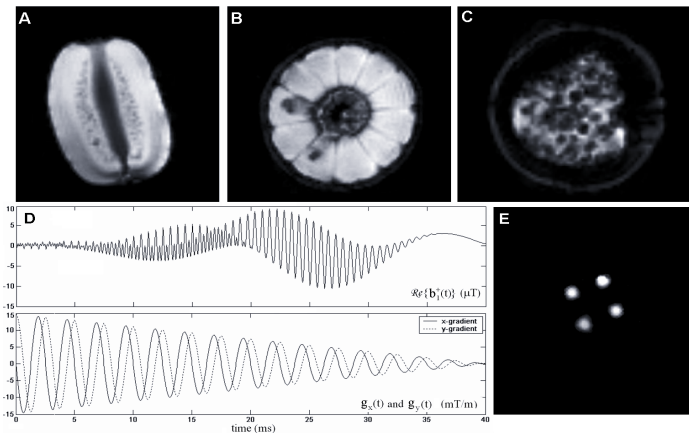 A
B
C
D
10
5
0
-5
-10
-15
ℛℯ{b₁⁺(t)} (μT)
15
10
5
0
-5
-10
-15
x-gradient
y-gradient
gₓ(t) and g_y(t) (mT/m)
0 5 10 15 20 25 30 35 40
time (ms)
E